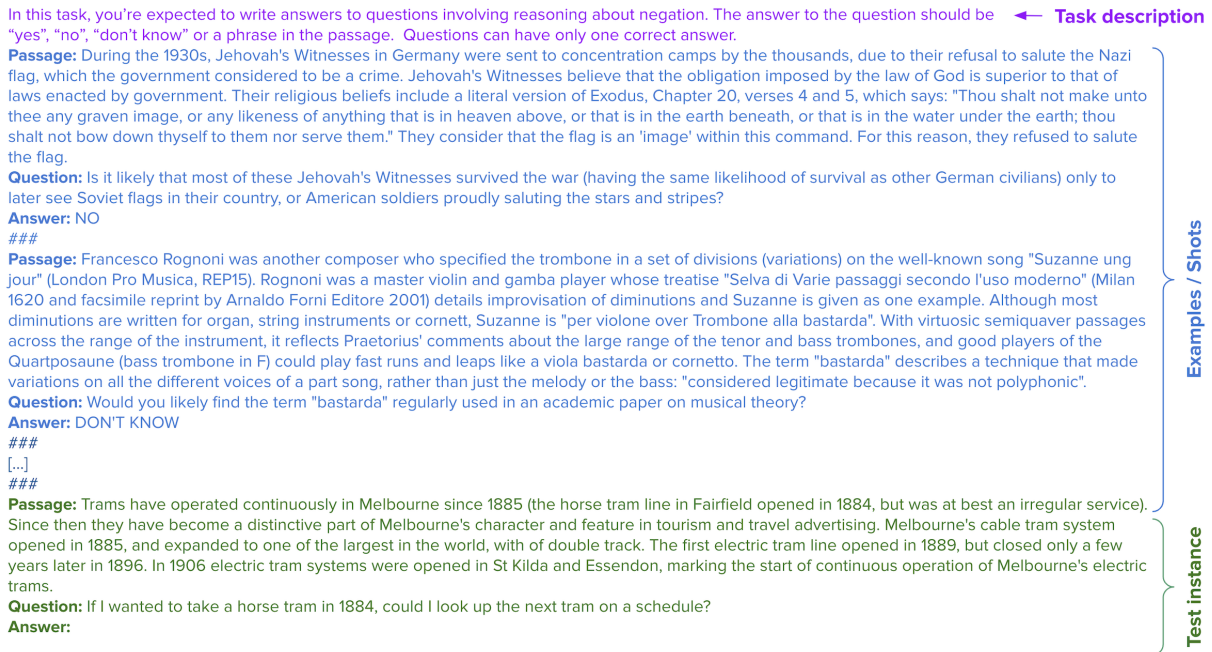 In this task, you're expected to write answers to questions involving reasoning about negation. The answer to the question should be
"yes", "no", "don't know" or a phrase in the passage.  Questions can have only one correct answer.
Task description
Passage: During the 1930s, Jehovah's Witnesses in Germany were sent to concentration camps by the thousands, due to their refusal to salute the Nazi
flag, which the government considered to be a crime. Jehovah's Witnesses believe that the obligation imposed by the law of God is superior to that of
laws enacted by government. Their religious beliefs include a literal version of Exodus, Chapter 20, verses 4 and 5, which says: "Thou shalt not make unto
thee any graven image, or any likeness of anything that is in heaven above, or that is in the earth beneath, or that is in the water under the earth; thou
shalt not bow down thyself to them nor serve them." They consider that the flag is an 'image' within this command. For this reason, they refused to salute
the flag.
Question: Is it likely that most of these Jehovah's Witnesses survived the war (having the same likelihood of survival as other German civilians) only to
later see Soviet flags in their country, or American soldiers proudly saluting the stars and stripes?
Answer: NO
###
Passage: Francesco Rognoni was another composer who specified the trombone in a set of divisions (variations) on the well-known song "Suzanne ung
jour" (London Pro Musica, REP15). Rognoni was a master violin and gamba player whose treatise "Selva di Varie passaggi secondo l'uso moderno" (Milan
1620 and facsimile reprint by Arnaldo Forni Editore 2001) details improvisation of diminutions and Suzanne is given as one example. Although most
diminutions are written for organ, string instruments or cornett, Suzanne is "per violone over Trombone alla bastarda". With virtuosic semiquaver passages
across the range of the instrument, it reflects Praetorius' comments about the large range of the tenor and bass trombones, and good players of the
Quartposaune (bass trombone in F) could play fast runs and leaps like a viola bastarda or cornetto. The term "bastarda" describes a technique that made
variations on all the different voices of a part song, rather than just the melody or the bass: "considered legitimate because it was not polyphonic".
Question: Would you likely find the term "bastarda" regularly used in an academic paper on musical theory?
Answer: DON'T KNOW
###
[...]
###
Examples / Shots
Passage: Trams have operated continuously in Melbourne since 1885 (the horse tram line in Fairfield opened in 1884, but was at best an irregular service).
Since then they have become a distinctive part of Melbourne's character and feature in tourism and travel advertising. Melbourne's cable tram system
opened in 1885, and expanded to one of the largest in the world, with of double track. The first electric tram line opened in 1889, but closed only a few
years later in 1896. In 1906 electric tram systems were opened in St Kilda and Essendon, marking the start of continuous operation of Melbourne's electric
trams.
Question: If I wanted to take a horse tram in 1884, could I look up the next tram on a schedule?
Answer:
Test instance